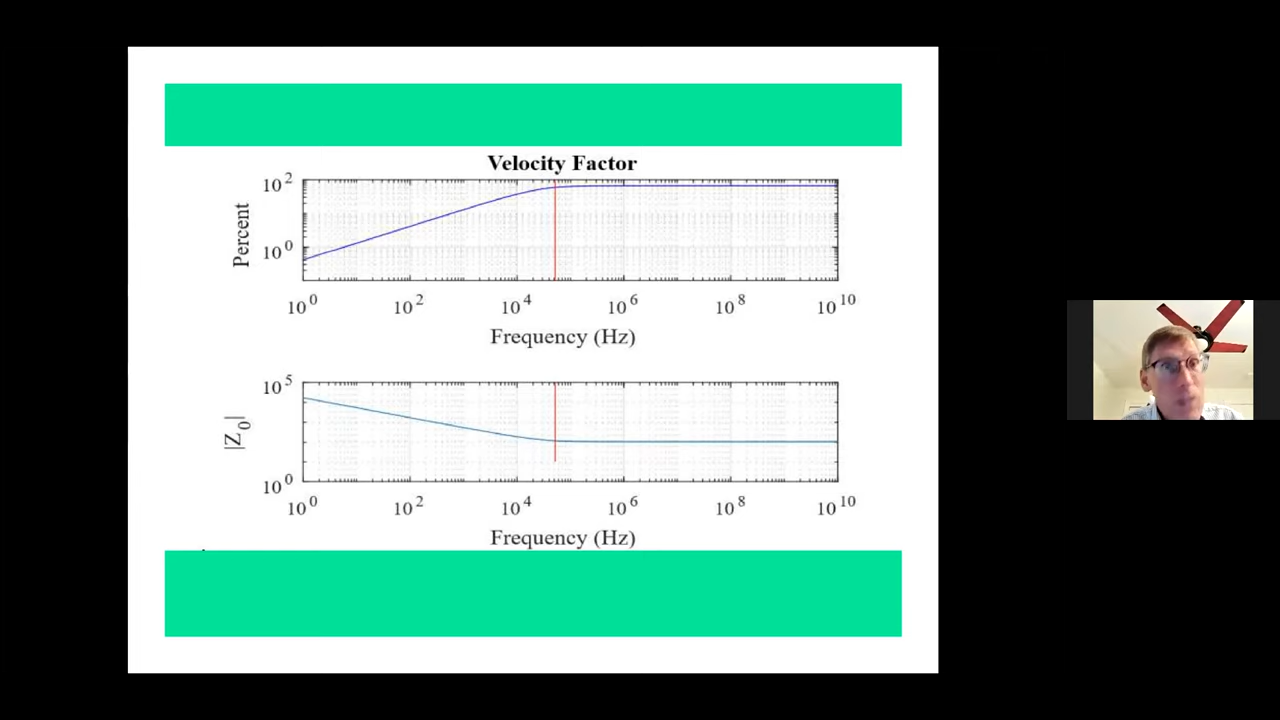 Velocity Factor
10^2
10^0
Percent
10^0 10^2 10^4 10^6 10^8 10^10
Frequency (Hz)
10^5
10^0
|Z_0|
10^0 10^2 10^4 10^6 10^8 10^10
Frequency (Hz)